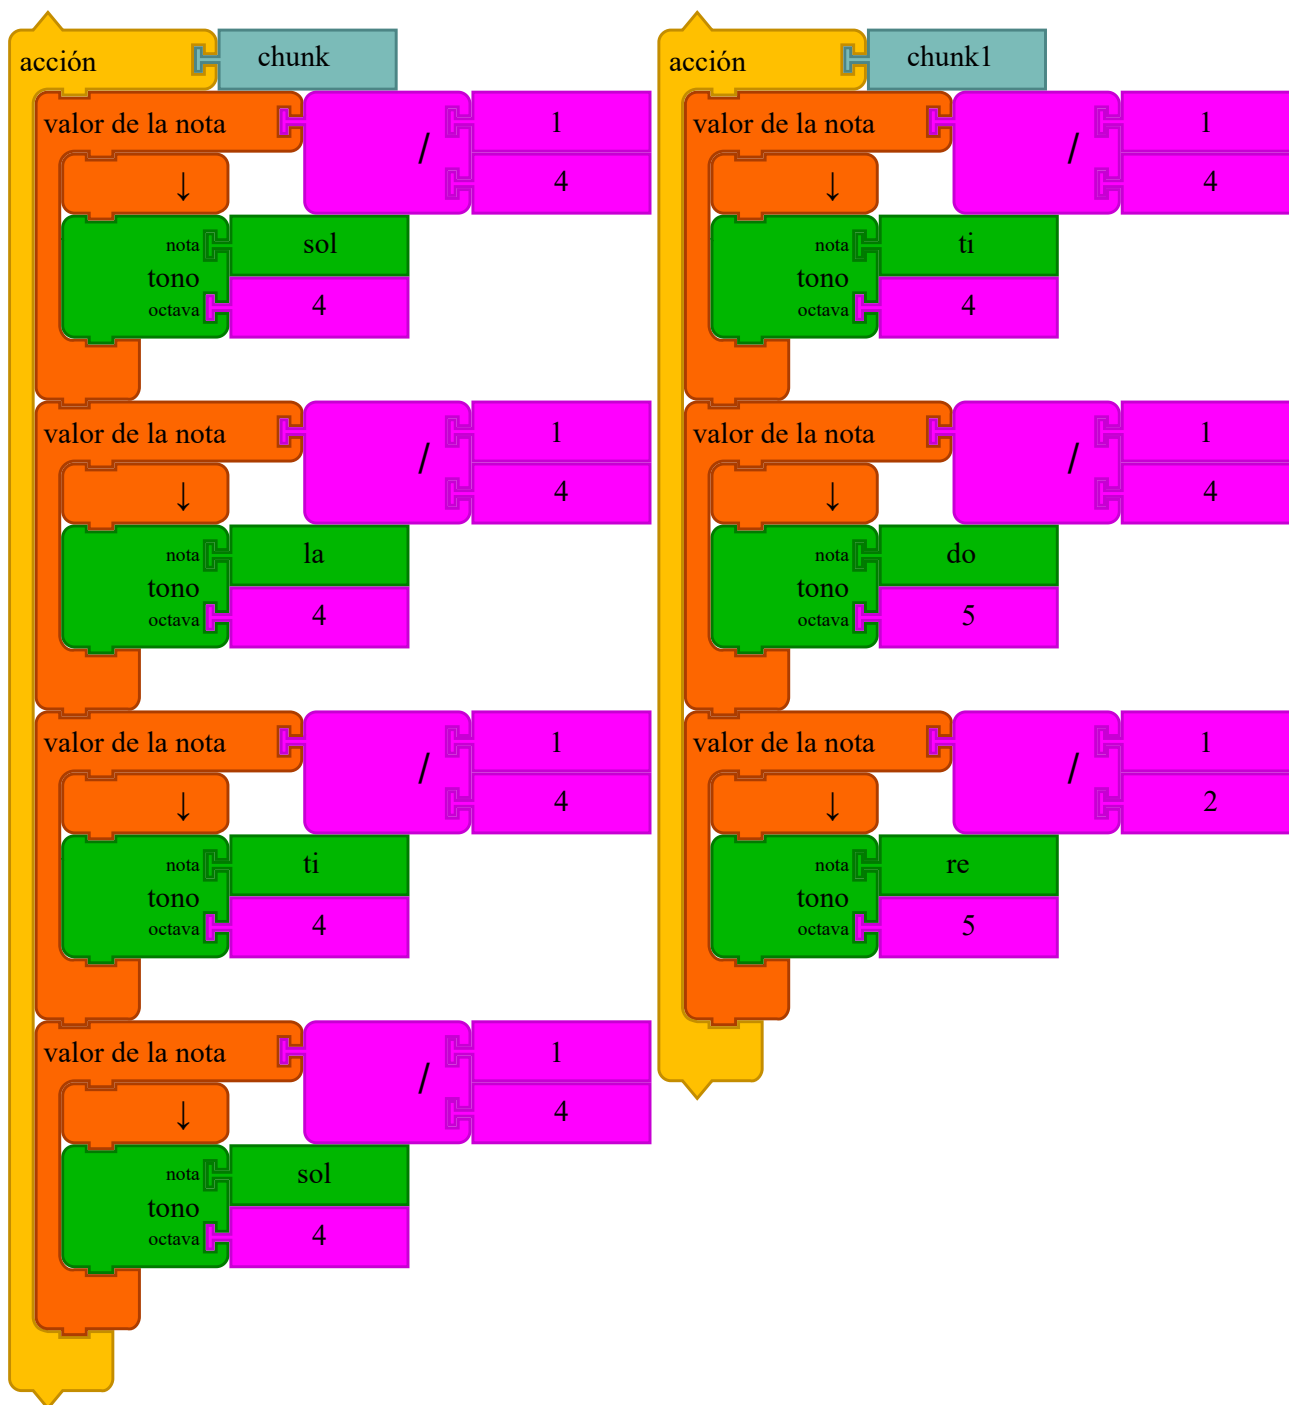 acción chunk
valor de la nota / 1
4
↓
nota sol
tono
octava 4
valor de la nota / 1
4
↓
nota la
tono
octava 4
valor de la nota / 1
4
↓
nota ti
tono
octava 4
valor de la nota / 1
4
↓
nota sol
tono
octava 4
acción chunk1
valor de la nota / 1
4
↓
nota ti
tono
octava 4
valor de la nota / 1
4
↓
nota do
tono
octava 5
valor de la nota / 1
2
↓
nota re
tono
octava 5